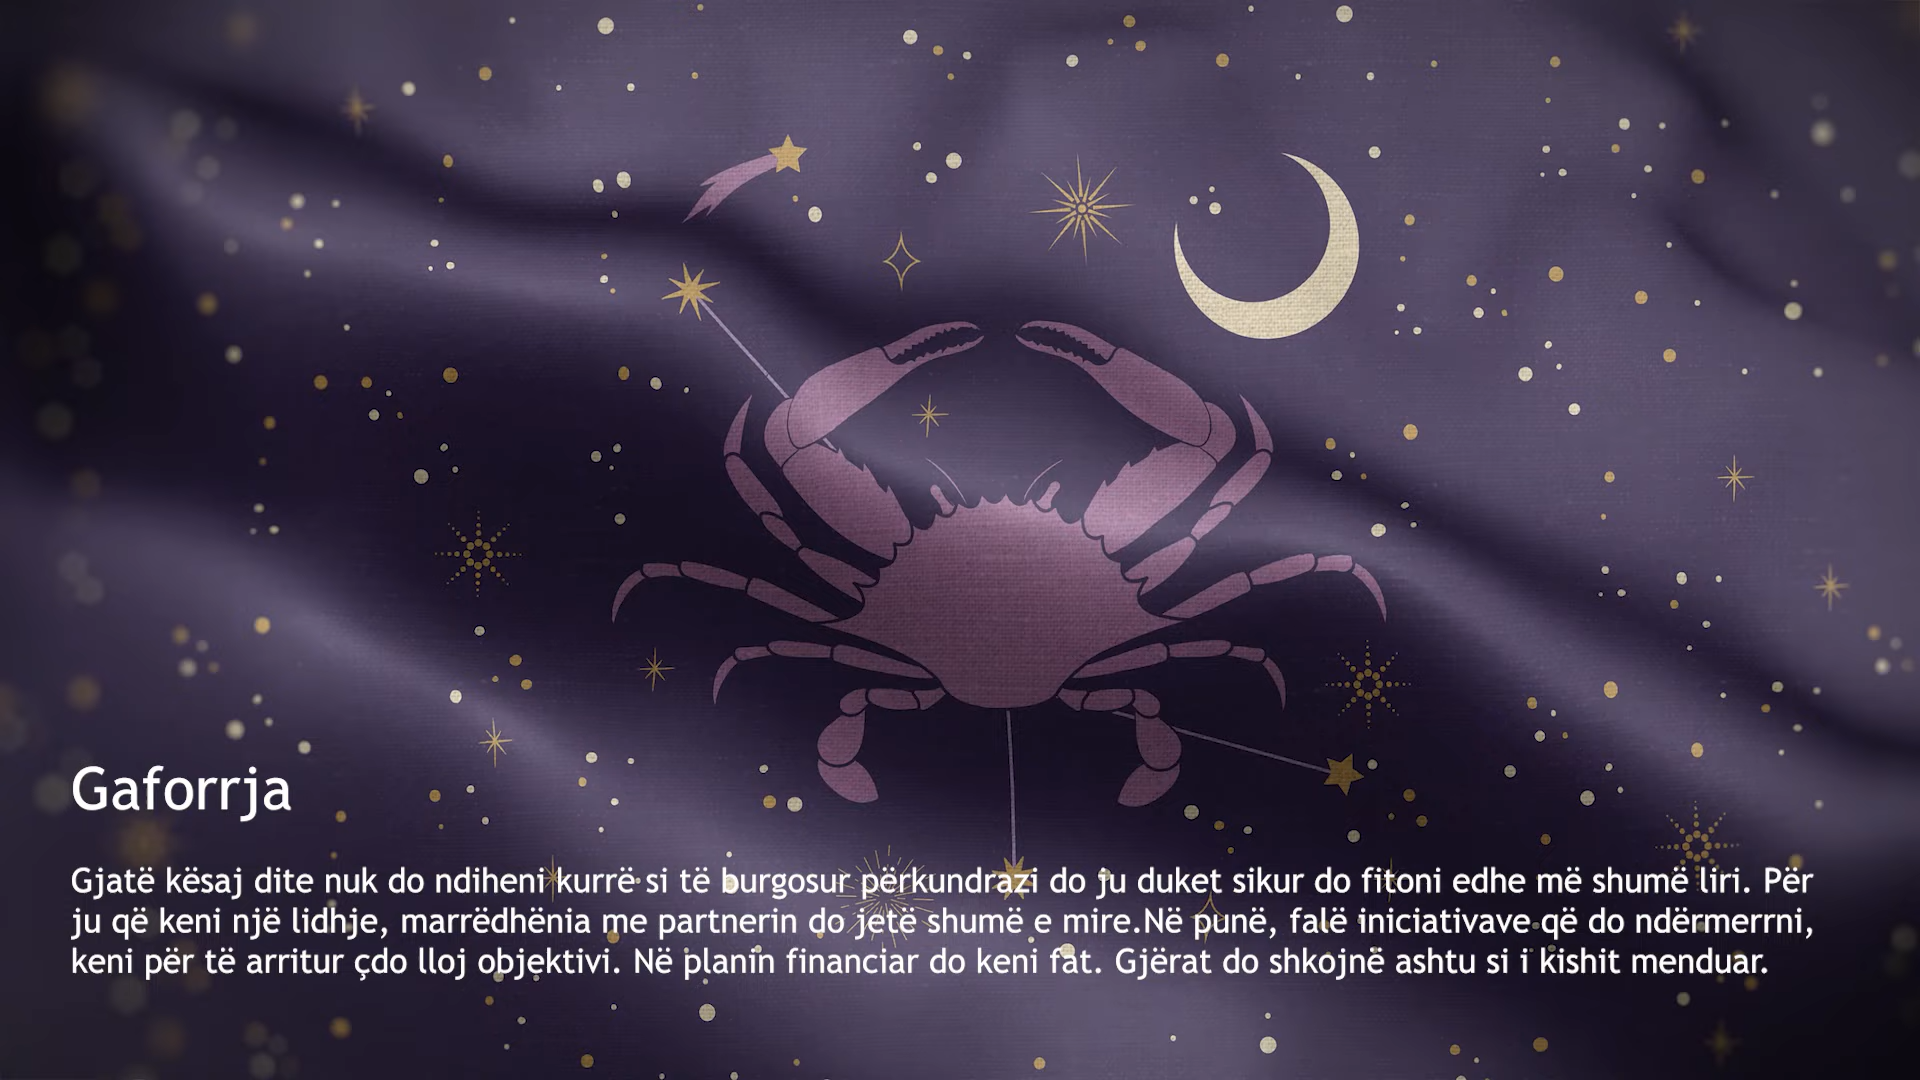 Gaforrja
Gjatë kësaj dite nuk do ndiheni kurrë si të burgosur përkundrazi do ju duket sikur do fitoni edhe më shumë liri. Për
ju që keni një lidhje, marrëdhënia me partnerin do jetë shumë e mire.Në punë, falë iniciativave që do ndërmerrni,
keni për të arritur çdo lloj objektivi. Në planin financiar do keni fat. Gjërat do shkojnë ashtu si i kishit menduar.